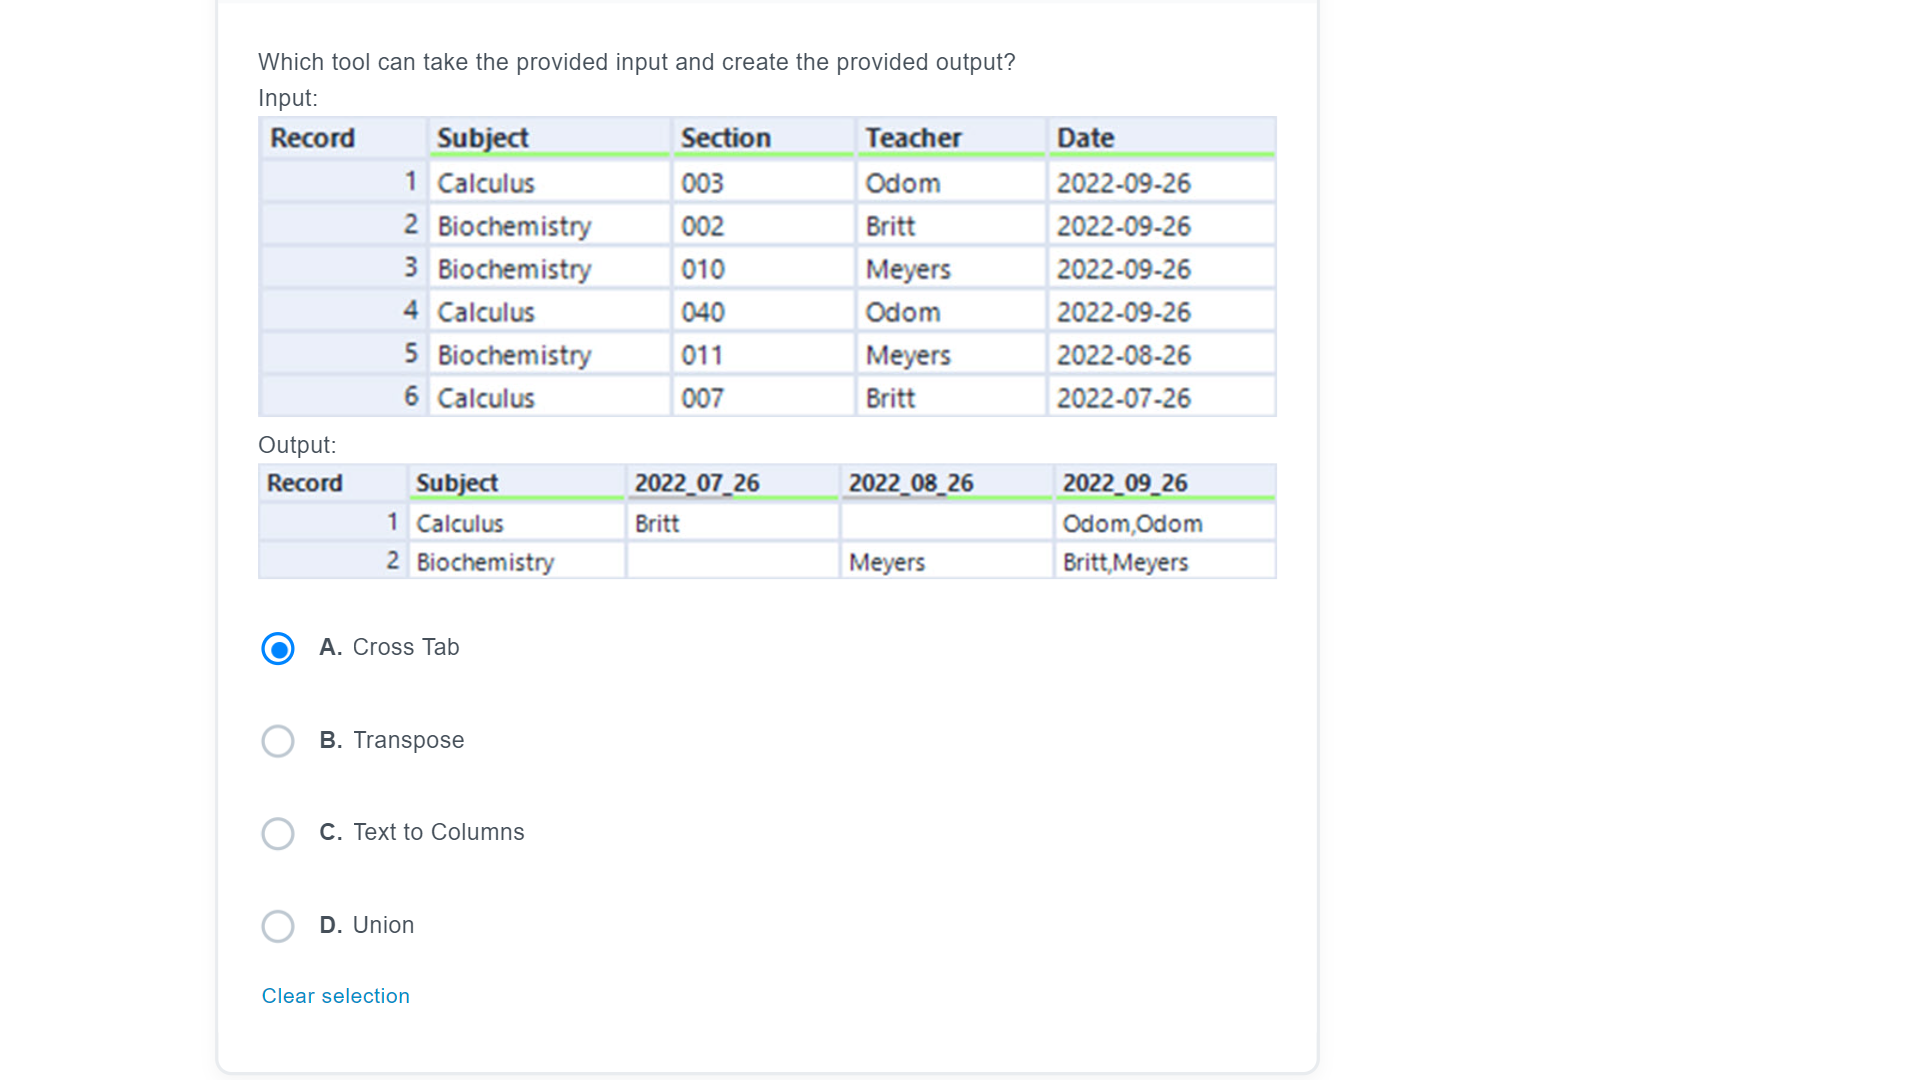 Which tool can take the provided input and create the provided output?
Input:
Record Subject Section Teacher Date
1 Calculus 003 Odom 2022-09-26
2 Biochemistry 002 Britt 2022-09-26
3 Biochemistry 010 Meyers 2022-09-26
4 Calculus 040 Odom 2022-09-26
5 Biochemistry 011 Meyers 2022-08-26
6 Calculus 007 Britt 2022-07-26
Output:
Record Subject 2022_07_26 2022_08_26 2022_09_26
1 Calculus Britt Odom,Odom
2 Biochemistry Meyers Britt,Meyers
A. Cross Tab
B. Transpose
C. Text to Columns
D. Union
Clear selection